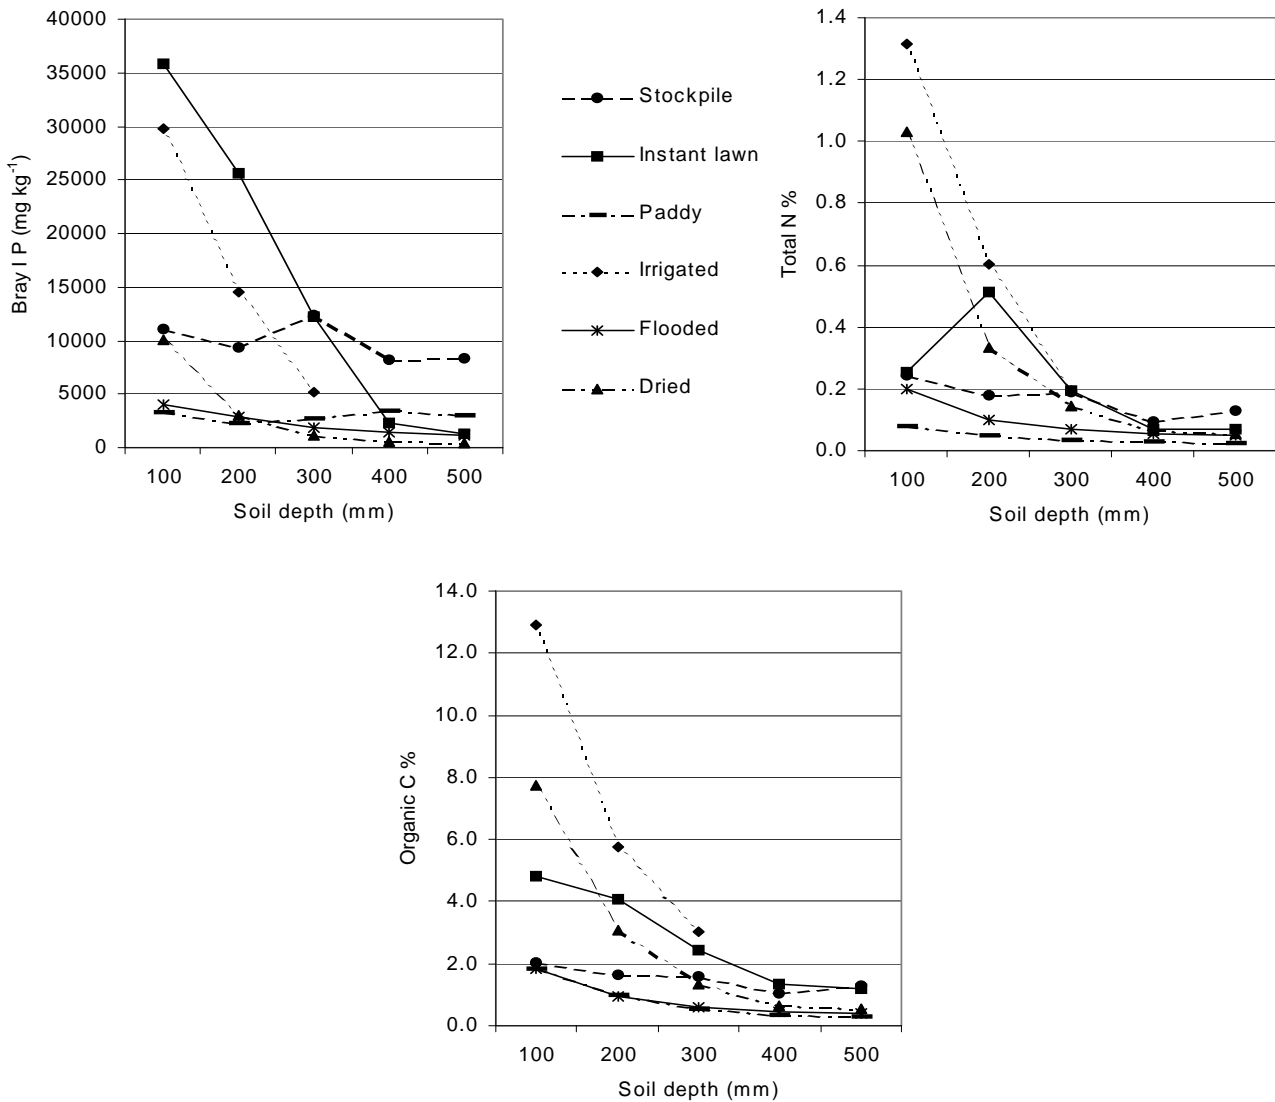 40000
35000
30000
25000
20000
15000
10000
5000
0
Bray I P (mg kg-1)
100 200 300 400 500
Soil depth (mm)
Stockpile
Instant lawn
Paddy
Irrigated
Flooded
Dried
1.4
1.2
1.0
0.8
0.6
0.4
0.2
0.0
Total N %
100 200 300 400 500
Soil depth (mm)
14.0
12.0
10.0
8.0
6.0
4.0
2.0
0.0
Organic C %
100 200 300 400 500
Soil depth (mm)